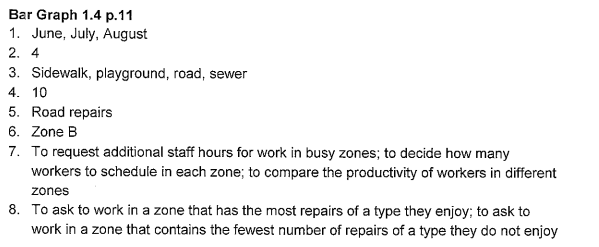 Bar Graph 1.4 p.11
1. June, July, August
2. 4
3. Sidewalk, playground, road, sewer
4. 10
5. Road repairs
6. Zone B
7. To request additional staff hours for work in busy zones; to decide how many
workers to schedule in each zone; to compare the productivity of workers in different
zones
8. To ask to work in a zone that has the most repairs of a type they enjoy; to ask to
work in a zone that contains the fewest number of repairs of a type they do not enjoy